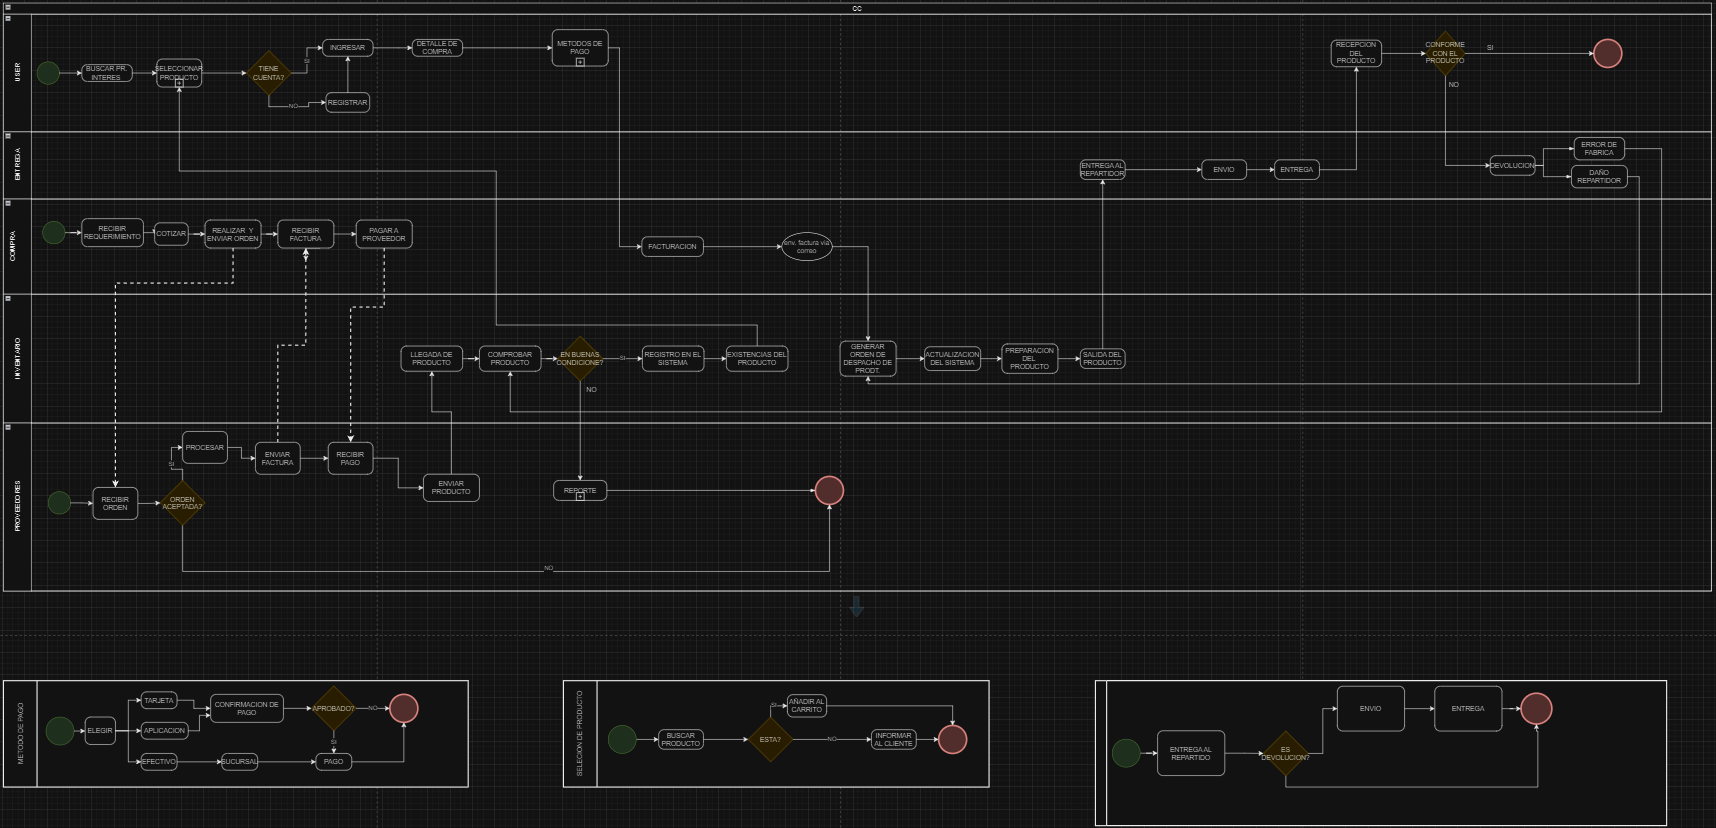 CC
USER
BUSCAR PR.
INTERES
SELECCIONAR
PRODUCTO
TIENE
CUENTA?
SI
NO
INGRESAR
REGISTRAR
DETALLE DE
COMPRA
METODOS DE
PAGO
RECEPCION
DEL
PRODUCTO
CONFORME
CON EL
PRODUCTO
SI
NO
ENTREGA
ENTREGA AL
REPARTIDOR
ENVIO
ENTREGA
DEVOLUCION
ERROR DE
FABRICA
DAÑO
REPARTIDOR
COMPRA
RECIBIR
REQUERIMIENTO
COTIZAR
REALIZAR Y
ENVIAR ORDEN
RECIBIR
FACTURA
PAGAR A
PROVEEDOR
FACTURACION
env. factura via
correo
INVENTARIO
LLEGADA DE
PRODUCTO
COMPROBAR
PRODUCTO
EN BUENAS
CONDICIONE?
SI
NO
REGISTRO EN EL
SISTEMA
EXISTENCIAS DEL
PRODUCTO
GENERAR
ORDEN DE
DESPACHO DE
PRODT.
ACTUALIZACION
DEL SISTEMA
PREPARACION
DEL
PRODUCTO
SALIDA DEL
PRODUCTO
PROVEEDORES
RECIBIR
ORDEN
ORDEN
ACEPTADA?
SI
NO
PROCESAR
ENVIAR
FACTURA
RECIBIR
PAGO
ENVIAR
PRODUCTO
REPORTE
METODO DE PAGO
ELEGIR
TARJETA
APLICACION
EFECTIVO
CONFIRMACION DE
PAGO
SUCURSAL
APROBADO?
NO
SI
PAGO
SELECION DE PRODUCTO
BUSCAR
PRODUCTO
ESTA?
SI
NO
AÑADIR AL
CARRITO
INFORMAR
AL CLIENTE
ENTREGA AL
REPARTIDO
ES
DEVOLUCION?
ENVIO
ENTREGA